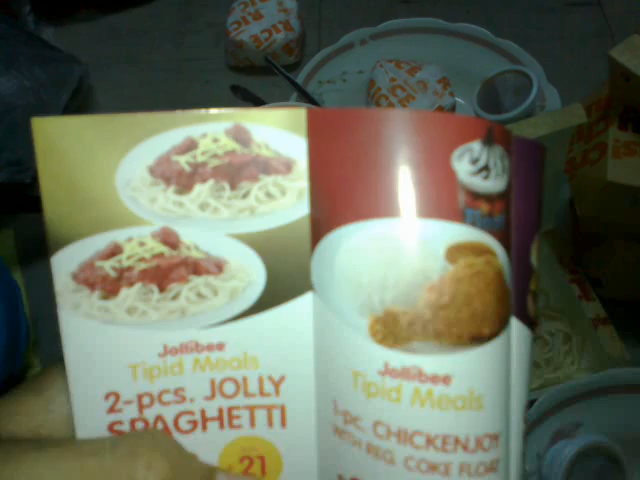 RICE
RICE
Jollibee
Tipid Meals
2-pcs. JOLLY
SPAGHETTI
21
Jollibee
Tipid Meals
1-pc. CHICKENJOY
WITH REG. COKE FLOAT